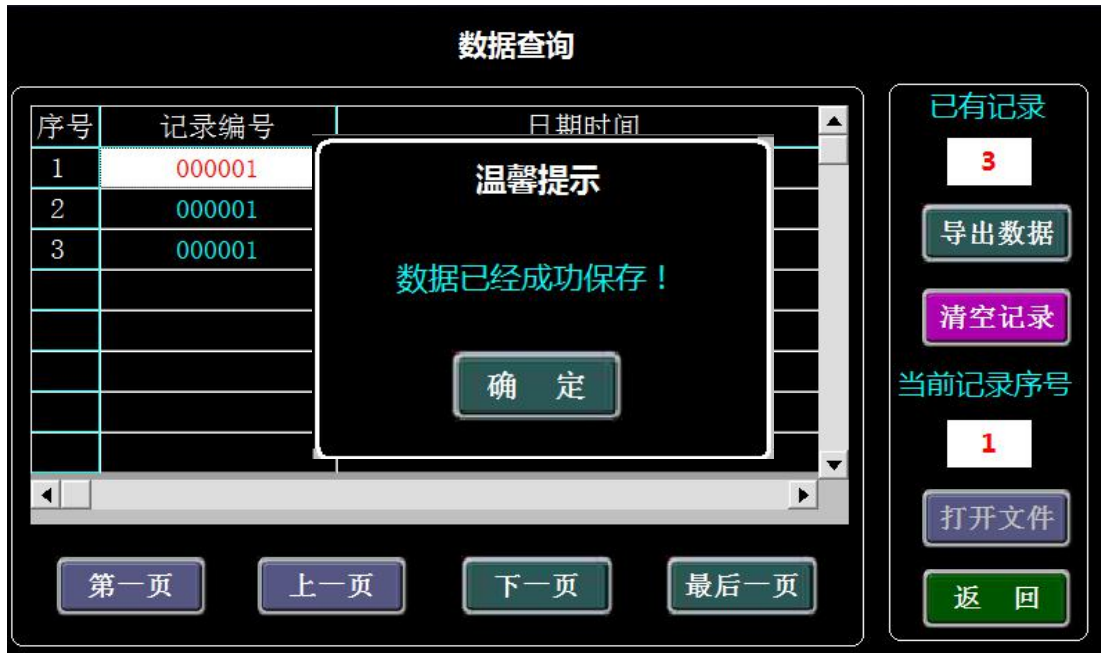 数据查询
序号 记录编号 日期时间
1 000001
2 000001
3 000001
温馨提示
数据已经成功保存！
确 定
第一页 上一页 下一页 最后一页
已有记录
3
导出数据
清空记录
当前记录序号
1
打开文件
返 回